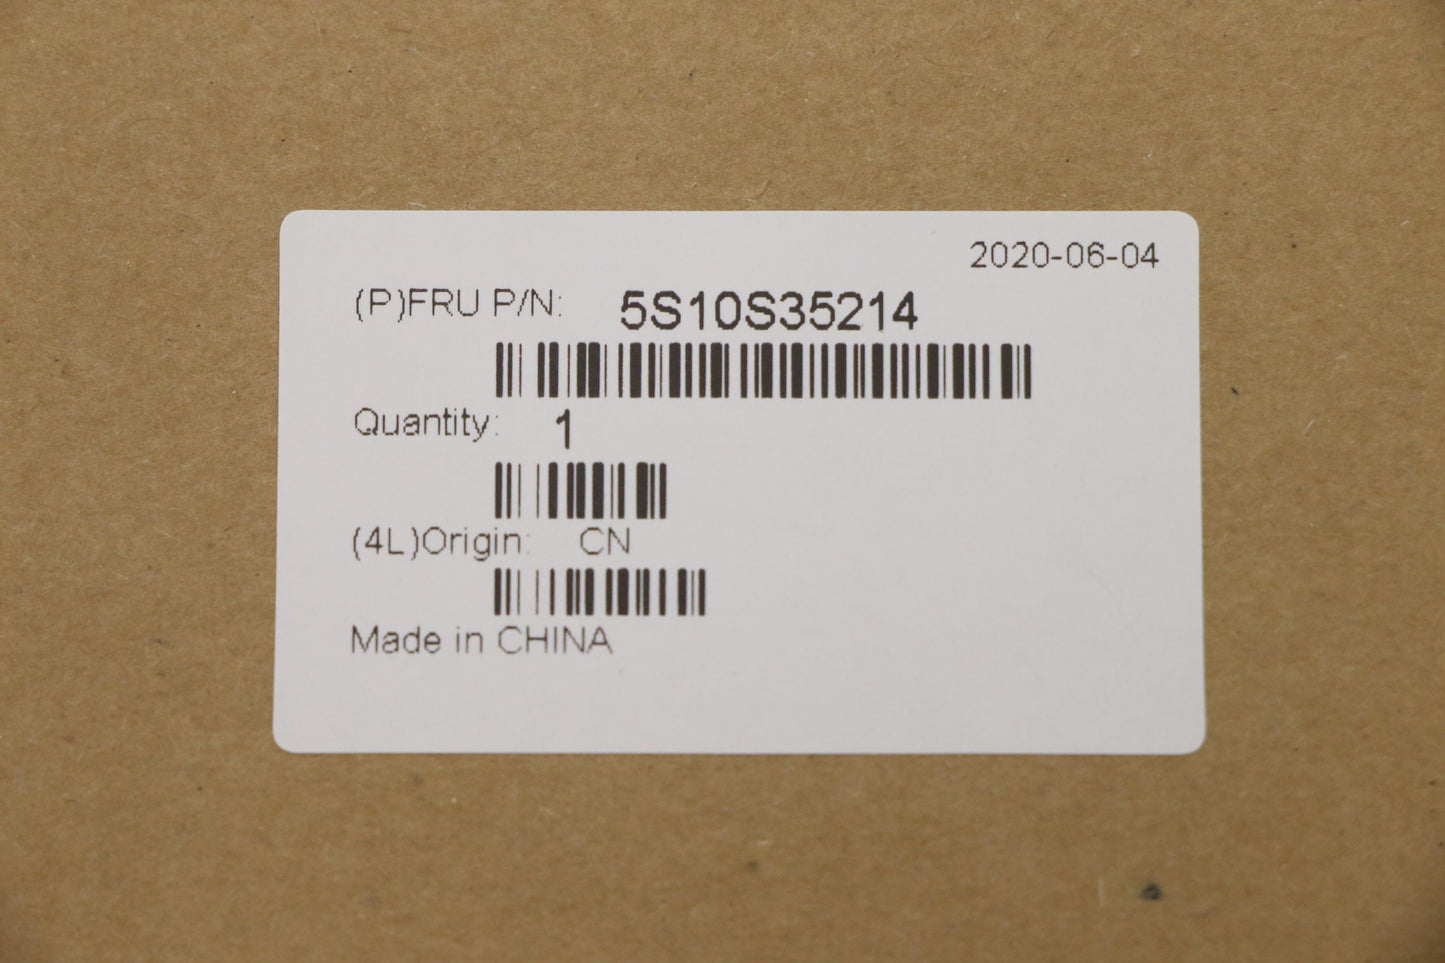 2020-06-04
(P)FRU P/N: 5S10S35214
Quantity: 1
(4L)Origin: CN
Made in CHINA